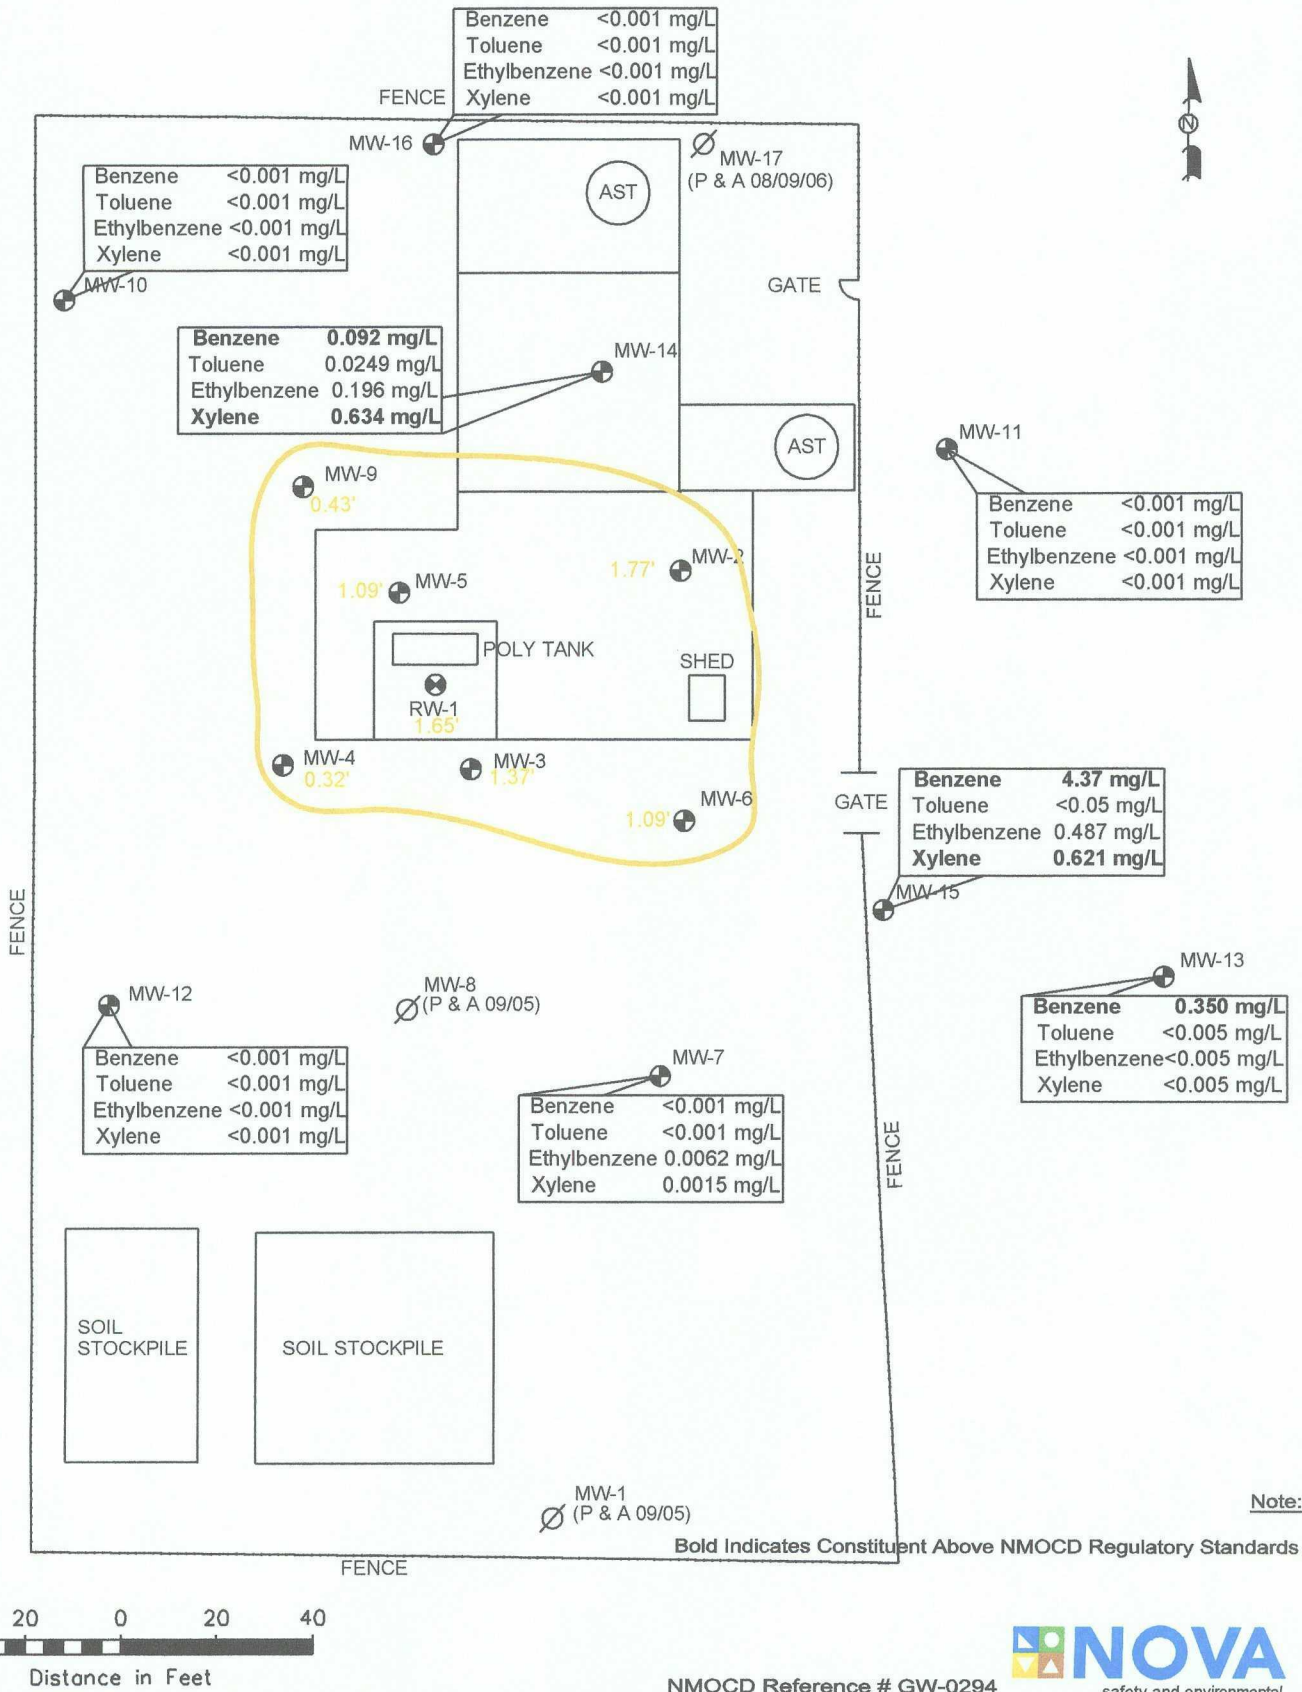 Benzene <0.001 mg/L
Toluene <0.001 mg/L
Ethylbenzene <0.001 mg/L
Xylene <0.001 mg/L
FENCE
MW-16
MW-17
(P & A 08/09/06)
N
AST
Benzene <0.001 mg/L
Toluene <0.001 mg/L
Ethylbenzene <0.001 mg/L
Xylene <0.001 mg/L
MW-10
GATE
Benzene 0.092 mg/L
Toluene 0.0249 mg/L
Ethylbenzene 0.196 mg/L
Xylene 0.634 mg/L
MW-14
AST
MW-11
Benzene <0.001 mg/L
Toluene <0.001 mg/L
Ethylbenzene <0.001 mg/L
Xylene <0.001 mg/L
MW-9
0.43'
MW-2
1.77'
MW-5
1.09'
FENCE
POLY TANK
SHED
RW-1
1.65'
MW-4
0.32'
MW-3
1.37'
MW-6
1.09'
GATE
Benzene 4.37 mg/L
Toluene <0.05 mg/L
Ethylbenzene 0.487 mg/L
Xylene 0.621 mg/L
MW-15
FENCE
MW-13
Benzene 0.350 mg/L
Toluene <0.005 mg/L
Ethylbenzene <0.005 mg/L
Xylene <0.005 mg/L
MW-12
Benzene <0.001 mg/L
Toluene <0.001 mg/L
Ethylbenzene <0.001 mg/L
Xylene <0.001 mg/L
MW-8
(P & A 09/05)
MW-7
Benzene <0.001 mg/L
Toluene <0.001 mg/L
Ethylbenzene 0.0062 mg/L
Xylene 0.0015 mg/L
FENCE
SOIL
STOCKPILE
SOIL STOCKPILE
MW-1
(P & A 09/05)
Note:
Bold Indicates Constituent Above NMOCD Regulatory Standards
FENCE
20 0 20 40
Distance in Feet
NMOCD Reference # GW-0294
NOVA
safety and environmental